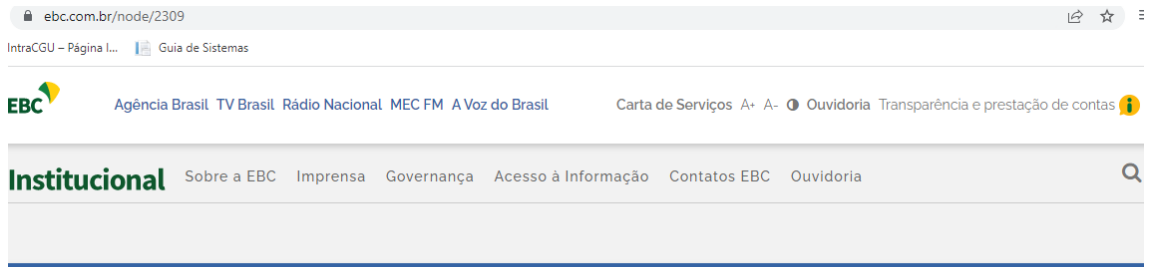 ebc.com.br/node/2309
IntraCGU – Página I... Guia de Sistemas
EBC Agência Brasil TV Brasil Rádio Nacional MEC FM A Voz do Brasil Carta de Serviços A+ A- Ouvidoria Transparência e prestação de contas i
Institucional Sobre a EBC Imprensa Governança Acesso à Informação Contatos EBC Ouvidoria